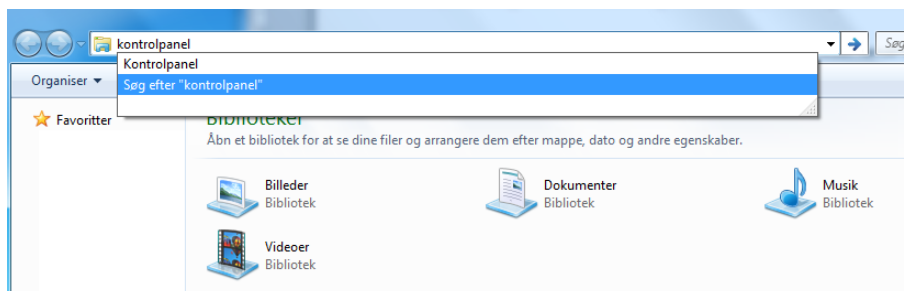 kontrolpanel
Søg
Kontrolpanel
Søg efter "kontrolpanel"
Organiser
Favoritter
Biblioteker
Åbn et bibliotek for at se dine filer og arrangere dem efter mappe, dato og andre egenskaber.
Billeder
Bibliotek
Dokumenter
Bibliotek
Musik
Bibliotek
Videoer
Bibliotek